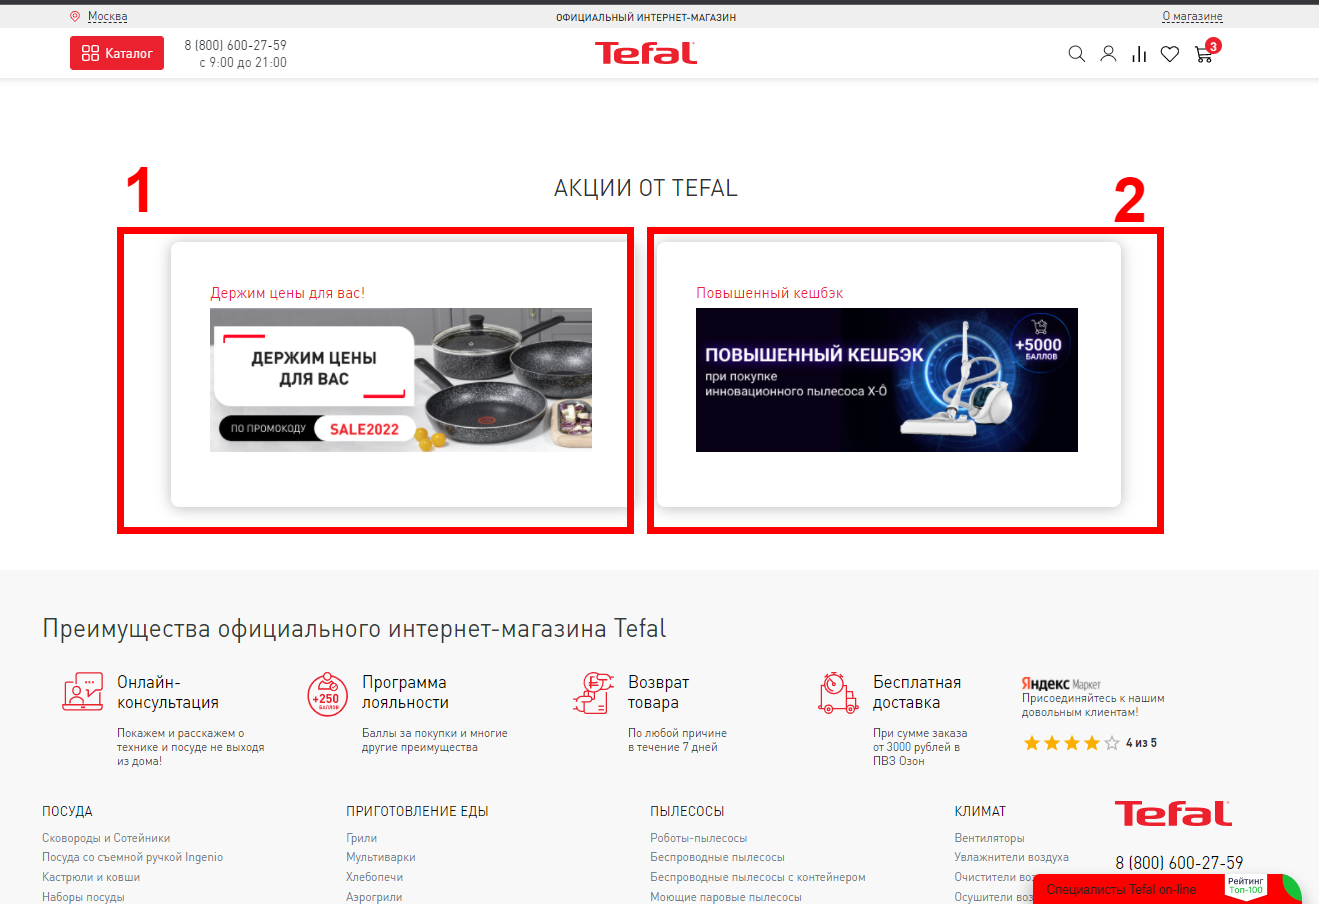 Москва
ОФИЦИАЛЬНЫЙ ИНТЕРНЕТ-МАГАЗИН
О магазине
Каталог
8 (800) 600-27-59
с 9:00 до 21:00
Tefal
3
1
2
АКЦИИ ОТ TEFAL
Держим цены для вас!
ДЕРЖИМ ЦЕНЫ
ДЛЯ ВАС
ПО ПРОМОКОДУ SALE2022
Повышенный кешбэк
ПОВЫШЕННЫЙ КЕШБЭК
при покупке
инновационного пылесоса X-Ô
+5000
БАЛЛОВ
Преимущества официального интернет-магазина Tefal
Онлайн-
консультация
Покажем и расскажем о
технике и посуде не выходя
из дома!
+250
БАЛЛОВ
Программа
лояльности
Баллы за покупки и многие
другие преимущества
Возврат
товара
По любой причине
в течение 7 дней
Бесплатная
доставка
При сумме заказа
от 3000 рублей в
ПВЗ Озон
Яндекс Маркет
Присоединяйтесь к нашим
довольным клиентам!
4 из 5
ПОСУДА
Сковороды и Сотейники
Посуда со съемной ручкой Ingenio
Кастрюли и ковши
Наборы посуды
ПРИГОТОВЛЕНИЕ ЕДЫ
Грили
Мультиварки
Хлебопечи
Аэрогрили
ПЫЛЕСОСЫ
Роботы-пылесосы
Беспроводные пылесосы
Беспроводные пылесосы с контейнером
Моющие паровые пылесосы
КЛИМАТ
Вентиляторы
Увлажнители воздуха
Очистители воз
Осушители воз
Tefal
8 (800) 600-27-59
Специалисты Tefal on-line
Рейтинг
Топ-100